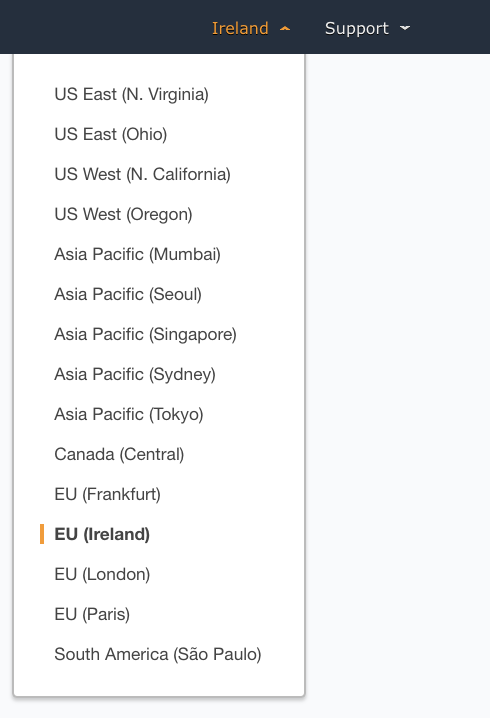 Ireland Support
US East (N. Virginia)
US East (Ohio)
US West (N. California)
US West (Oregon)
Asia Pacific (Mumbai)
Asia Pacific (Seoul)
Asia Pacific (Singapore)
Asia Pacific (Sydney)
Asia Pacific (Tokyo)
Canada (Central)
EU (Frankfurt)
EU (Ireland)
EU (London)
EU (Paris)
South America (São Paulo)